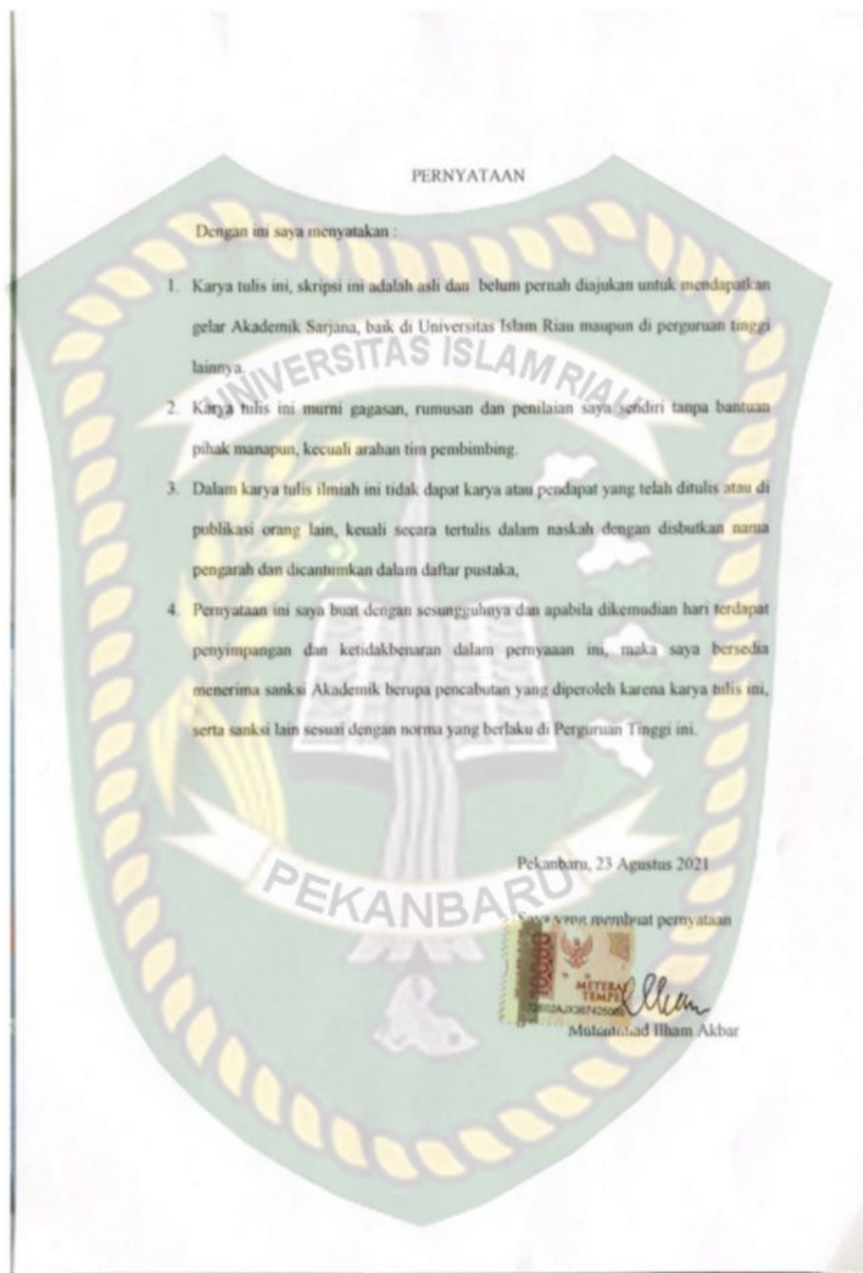 PERNYATAAN
Dengan ini saya menyatakan :
1. Karya tulis ini, skripsi ini adalah asli dan belum pernah diajukan untuk mendapatkan
gelar Akademik Sarjana, baik di Universitas Islam Riau maupun di perguruan tinggi
lainnya.
UNIVERSITAS ISLAM RIAU
2. Karya tulis ini murni gagasan, rumusan dan penilaian saya sendiri tanpa bantuan
pihak manapun, kecuali arahan tim pembimbing.
3. Dalam karya tulis ilmiah ini tidak dapat karya atau pendapat yang telah ditulis atau di
publikasi orang lain, keuali secara tertulis dalam naskah dengan disbutkan nama
pengarah dan dicantumkan dalam daftar pustaka,
4. Pernyataan ini saya buat dengan sesungguhnya dan apabila dikemudian hari terdapat
penyimpangan dan ketidakbenaran dalam pernyaaan ini, maka saya bersedia
menerima sanksi Akademik berupa pencabutan yang diperoleh karena karya tulis ini,
serta sanksi lain sesuai dengan norma yang berlaku di Perguruan Tinggi ini.
Pekanbaru, 23 Agustus 2021
PEKANBARU
Saya yang membuat pernyataan
10000
METERAI
TEMPEL
Muhammad Ilham Akbar